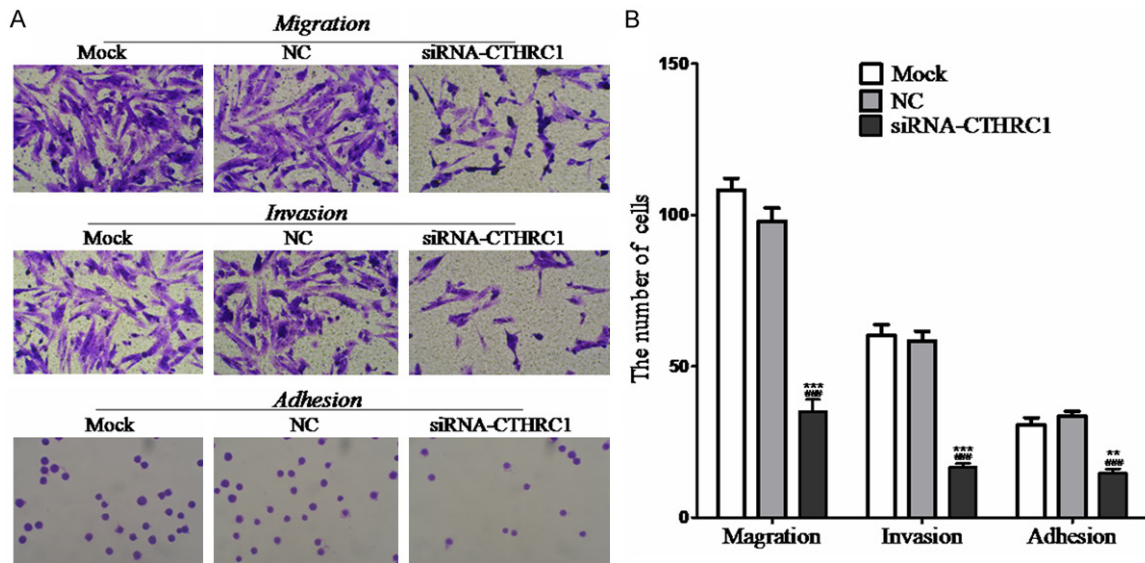 A
Migration
Mock NC siRNA-CTHRC1
Invasion
Mock NC siRNA-CTHRC1
Adhesion
Mock NC siRNA-CTHRC1
B
The number of cells
150
100
50
0
Mock
NC
siRNA-CTHRC1
***
###
***
###
**
###
Magration Invasion Adhesion